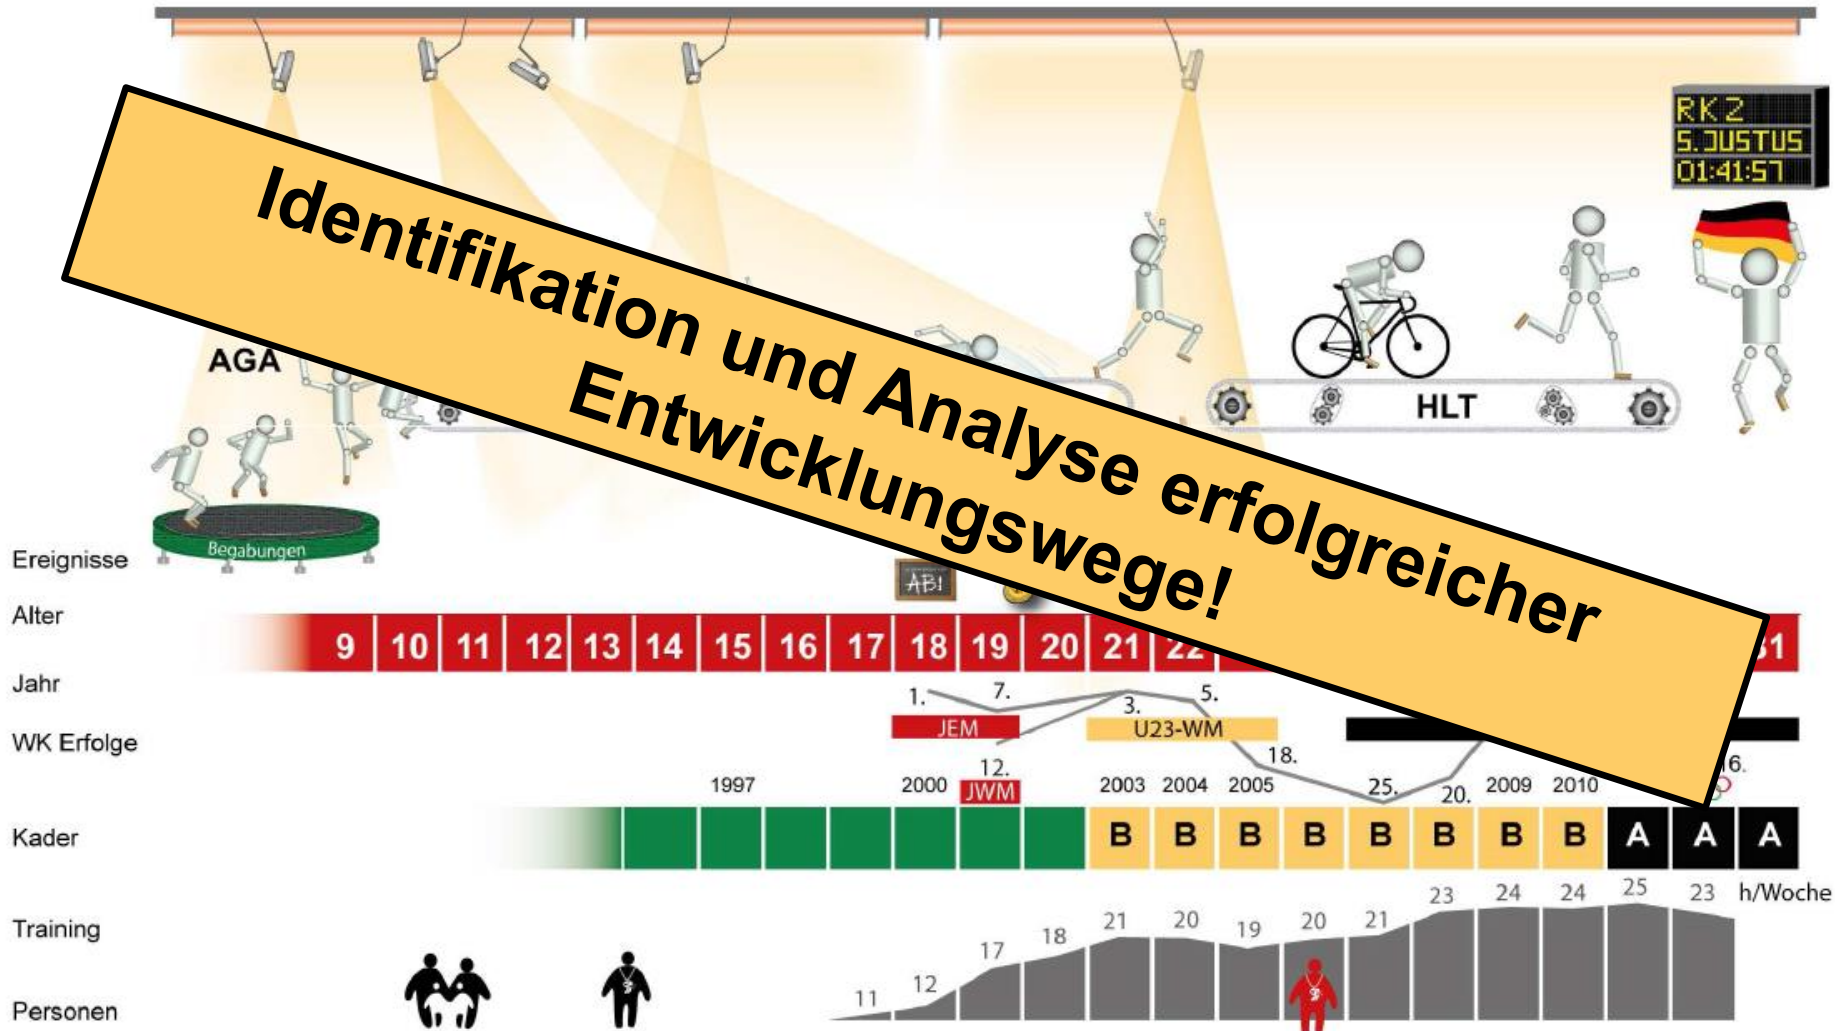 RK2
S.JUSTUS
01:41:57
Identifikation und Analyse erfolgreicher
Entwicklungswege!
AGA
HLT
Begabungen
Ereignisse
ABI
Alter
9 10 11 12 13 14 15 16 17 18 19 20 21 22
Jahr
1. 7. 3. 5.
JEM U23-WM
WK Erfolge
12. 18. 16.
1997 2000 JWM 2003 2004 2005 25. 20. 2009 2010
Kader
B B B B B B B B A A A
Training
11 12 17 18 21 20 19 20 21 23 24 24 25 23 h/Woche
Personen